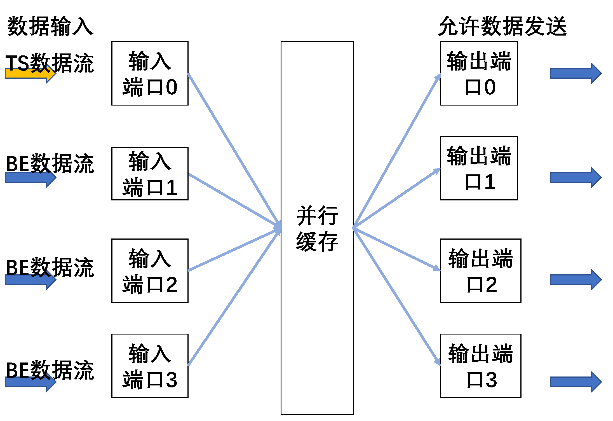 数据输入
允许数据发送
TS数据流
输入
端口0
输出端
口0
BE数据流
输入
端口1
输出端
口1
并行
缓存
BE数据流
输入
端口2
输出端
口2
BE数据流
输入
端口3
输出端
口3